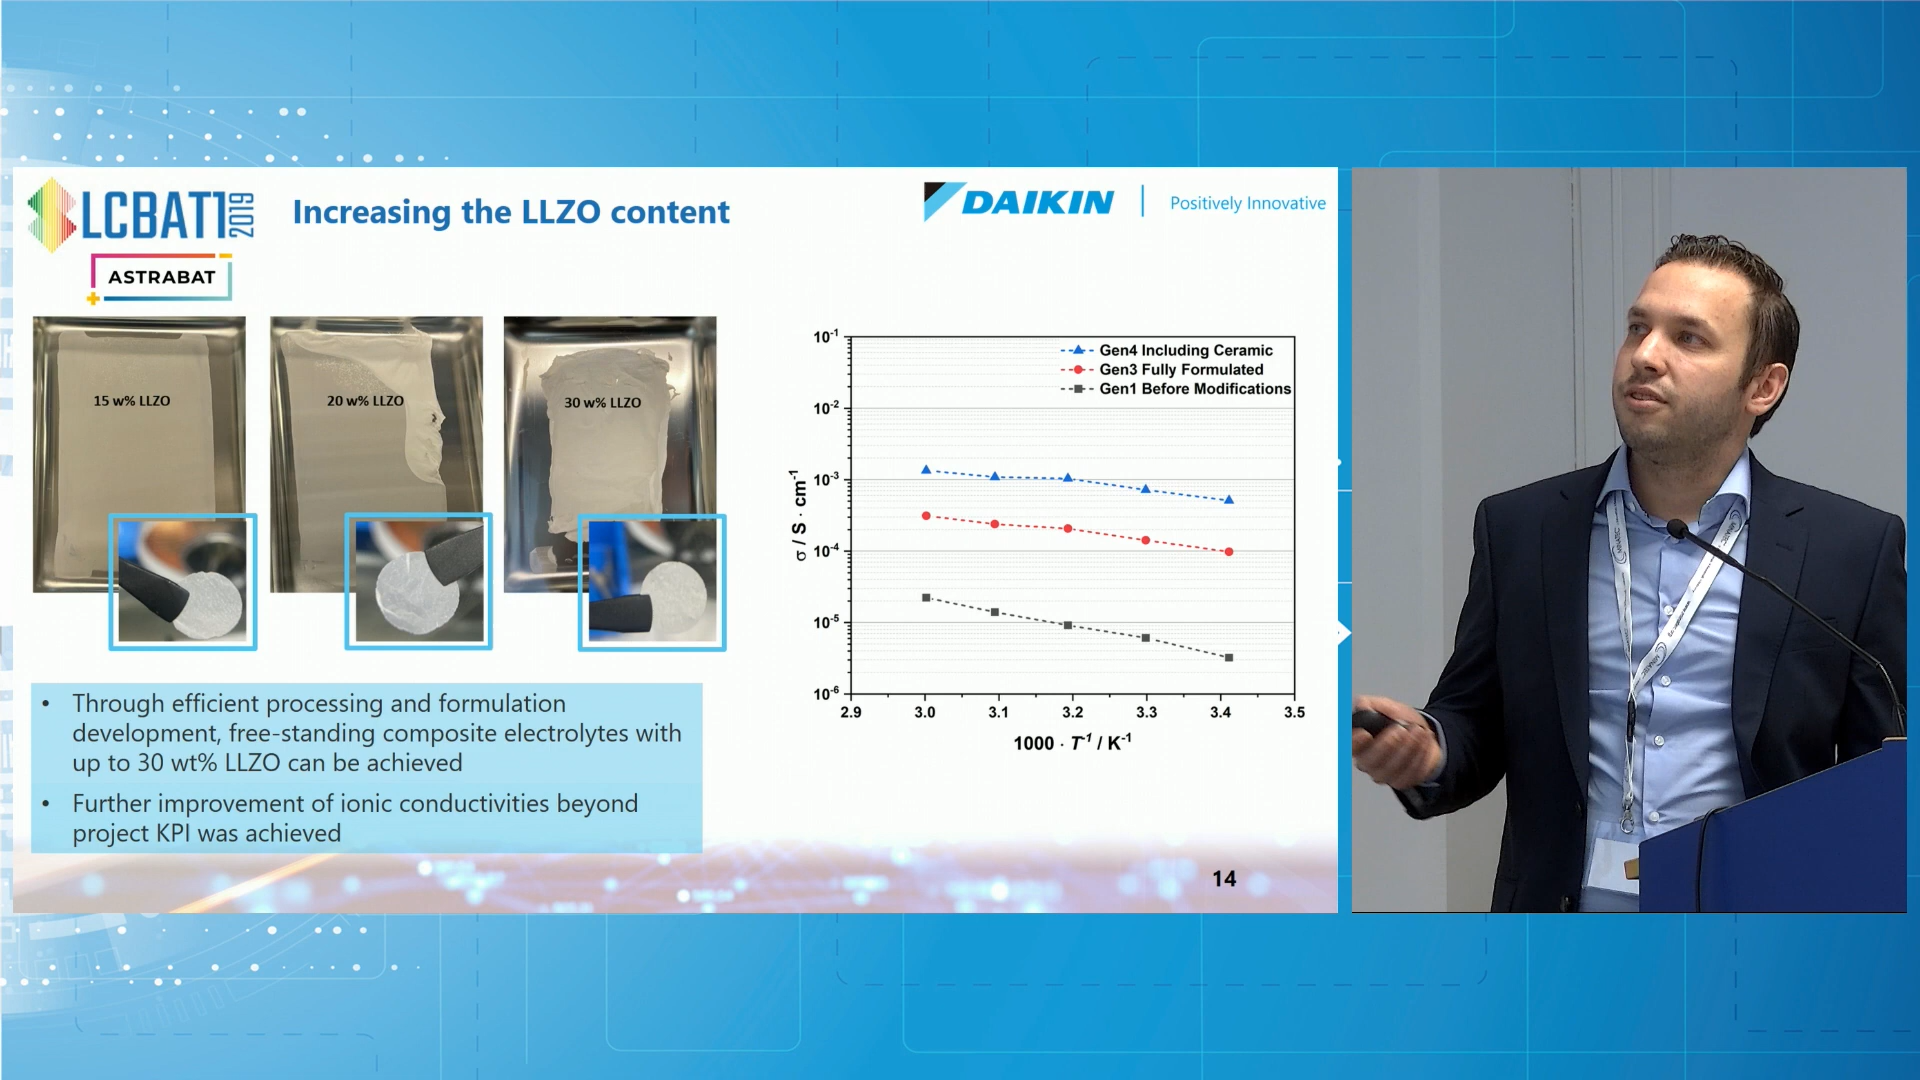 LCBAT1 2019
ASTRABAT
Increasing the LLZO content
DAIKIN
Positively Innovative
15 w% LLZO
20 w% LLZO
30 w% LLZO
• Through efficient processing and formulation
development, free-standing composite electrolytes with
up to 30 wt% LLZO can be achieved
• Further improvement of ionic conductivities beyond
project KPI was achieved
Gen4 Including Ceramic
Gen3 Fully Formulated
Gen1 Before Modifications
10⁻¹
10⁻²
10⁻³
10⁻⁴
10⁻⁵
10⁻⁶
σ / S · cm⁻¹
2.9 3.0 3.1 3.2 3.3 3.4 3.5
1000 · T⁻¹ / K⁻¹
14
MINATEC